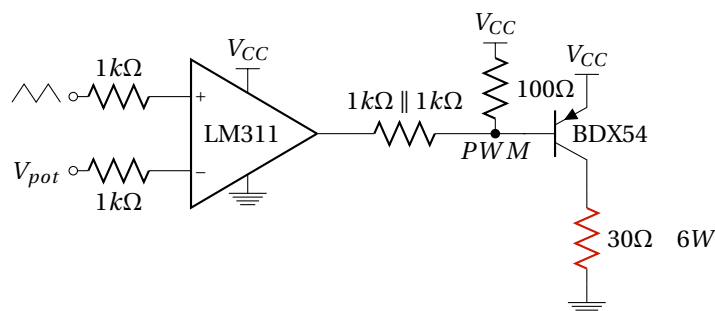 1kΩ
V_CC
+
LM311
−
V_pot
1kΩ
1kΩ ∥ 1kΩ
V_CC
100Ω
PWM
V_CC
BDX54
30Ω 6W